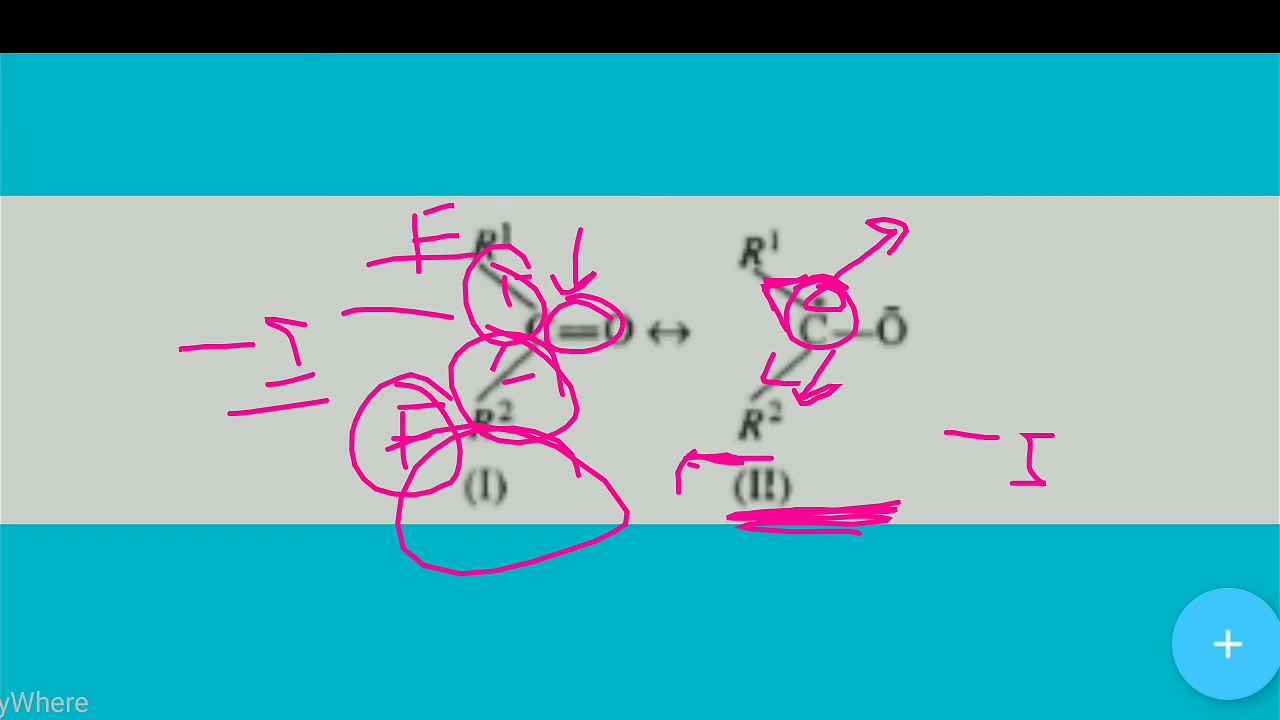 F R¹ R¹
C=O ↔ C—Ō
- I
F R² R² - I
(I) (II)
yWhere